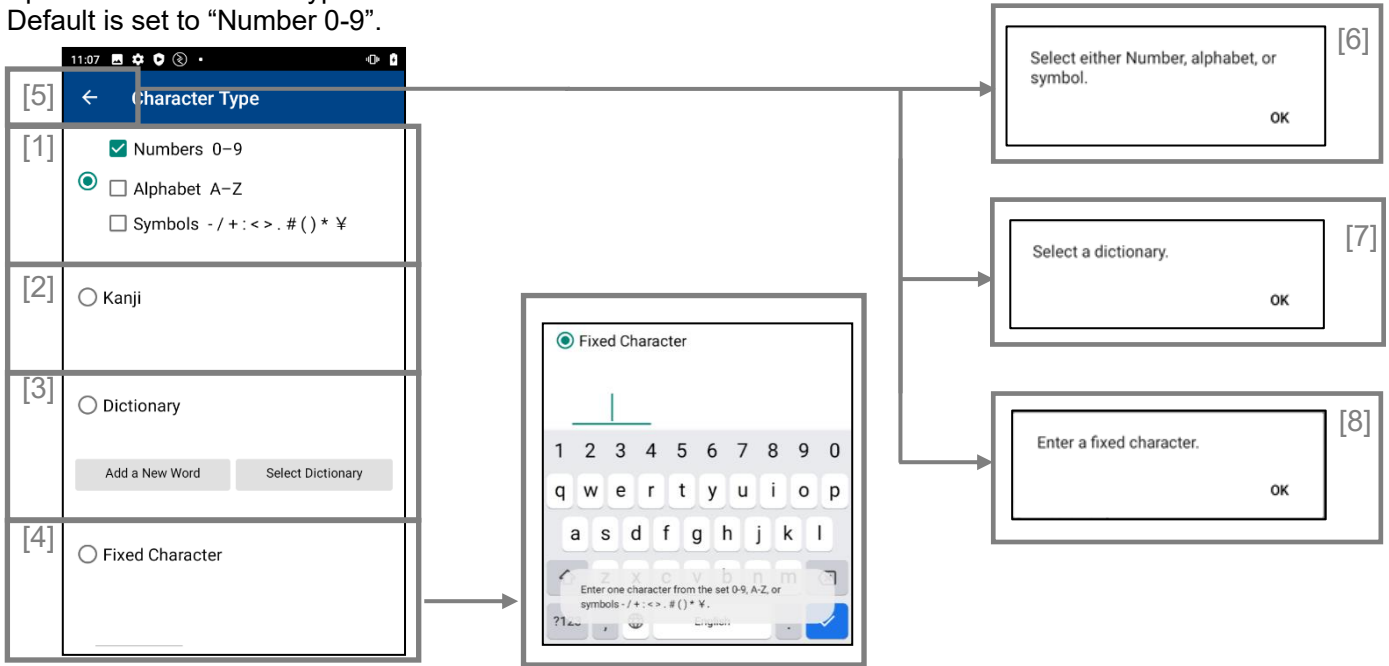 Default is set to “Number 0-9”.
11:07
[5]
← Character Type
[1]
Numbers 0–9
Alphabet A–Z
Symbols - / + : < > . # ( ) * ¥
[2]
Kanji
[3]
Dictionary
Add a New Word
Select Dictionary
[4]
Fixed Character
Fixed Character
1 2 3 4 5 6 7 8 9 0
q w e r t y u i o p
a s d f g h j k l
z x c v b n m
Enter one character from the set 0-9, A-Z, or
symbols - / + : < > . # ( ) * ¥ .
?123 , English .
[6]
Select either Number, alphabet, or
symbol.
OK
[7]
Select a dictionary.
OK
[8]
Enter a fixed character.
OK